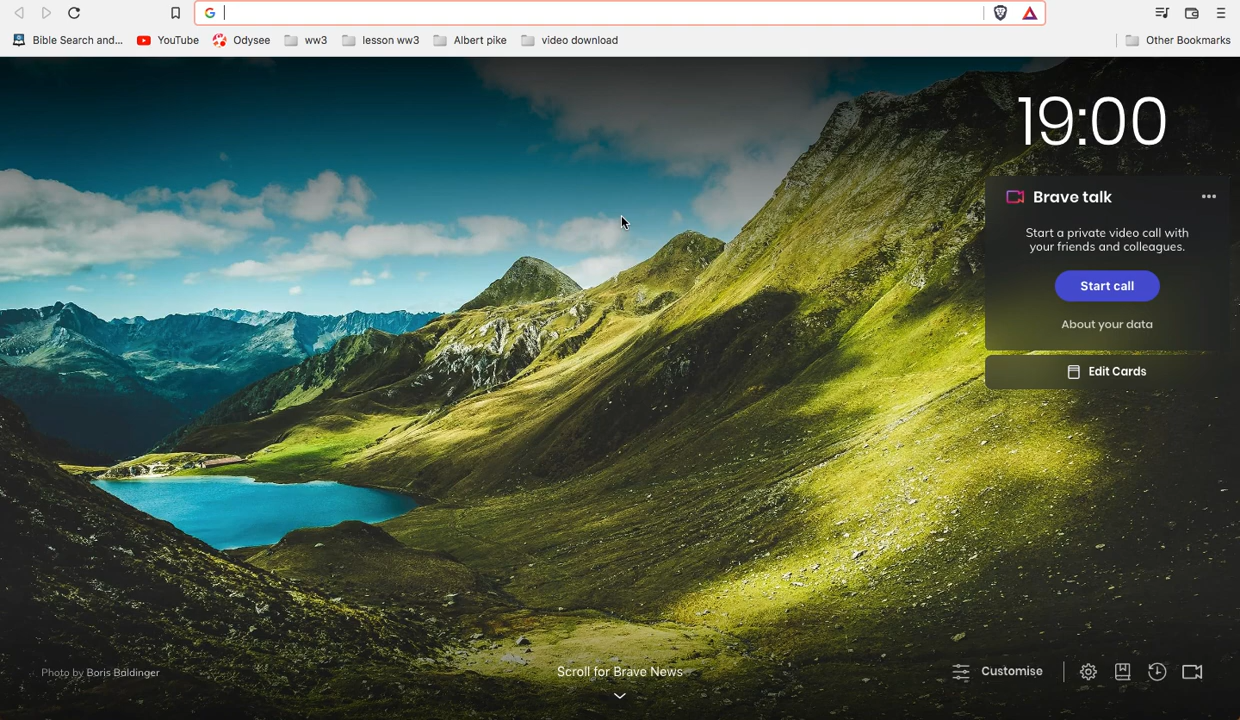 Bible Search and... YouTube Odysee ww3 lesson ww3 Albert pike video download Other Bookmarks
19:00
Brave talk
Start a private video call with
your friends and colleagues.
Start call
About your data
Edit Cards
Photo by Boris Baldinger Scroll for Brave News Customise